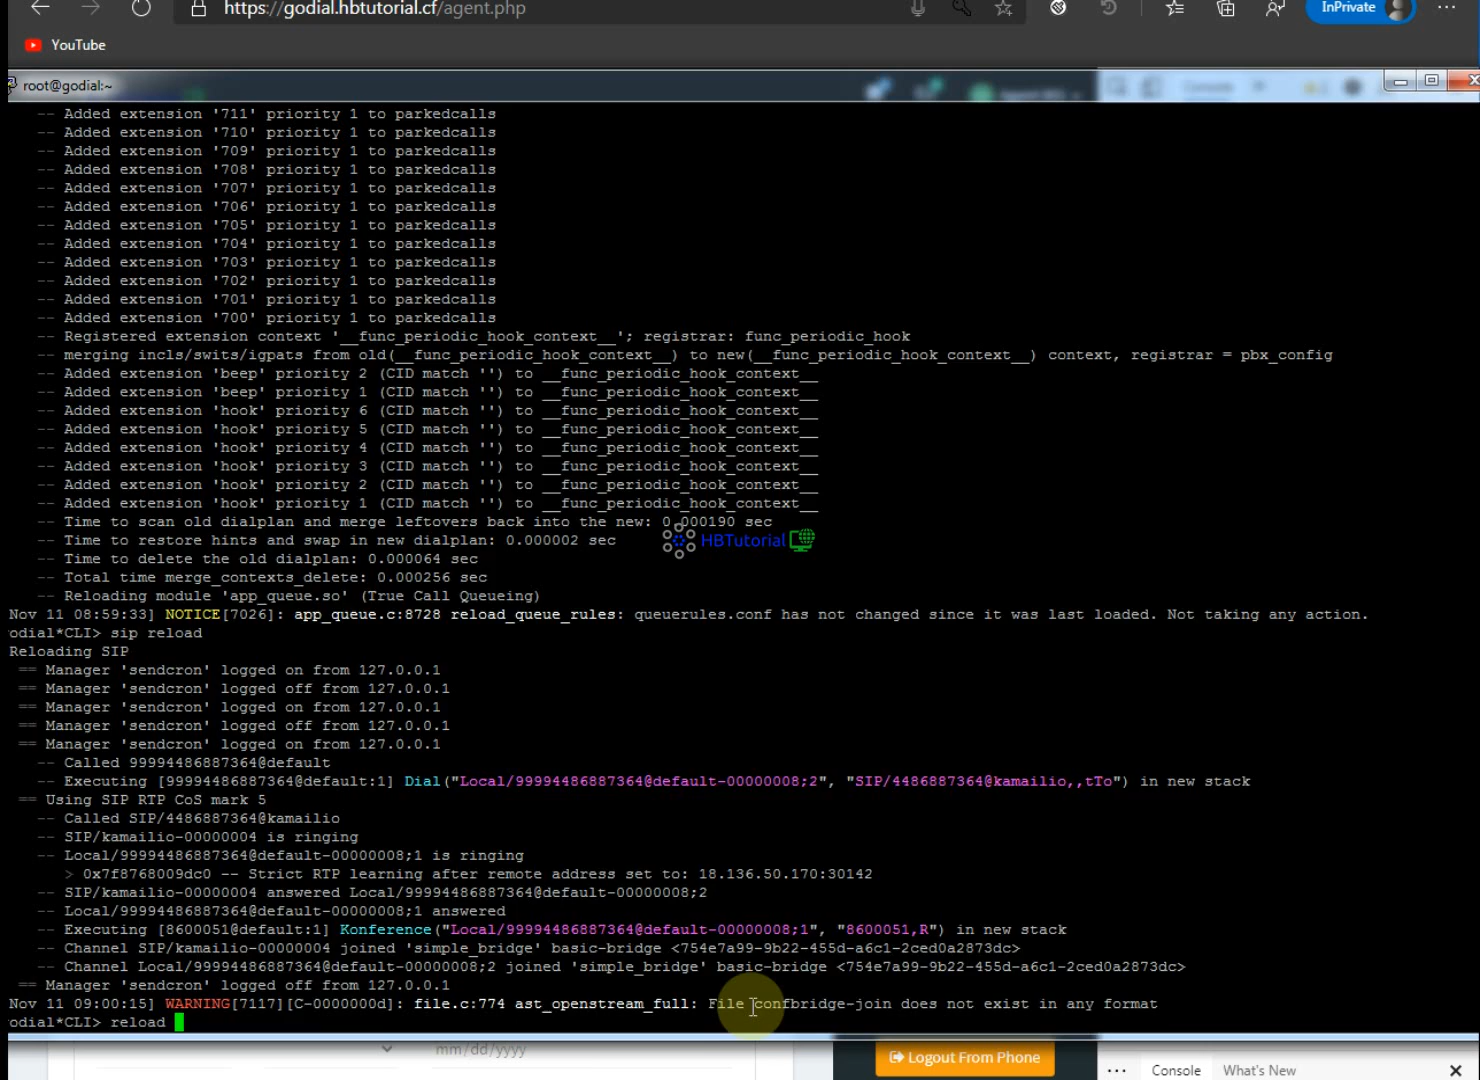 https://godial.hbtutorial.cf/agent.php
InPrivate
YouTube
root@godial:~
-- Added extension '711' priority 1 to parkedcalls
-- Added extension '710' priority 1 to parkedcalls
-- Added extension '709' priority 1 to parkedcalls
-- Added extension '708' priority 1 to parkedcalls
-- Added extension '707' priority 1 to parkedcalls
-- Added extension '706' priority 1 to parkedcalls
-- Added extension '705' priority 1 to parkedcalls
-- Added extension '704' priority 1 to parkedcalls
-- Added extension '703' priority 1 to parkedcalls
-- Added extension '702' priority 1 to parkedcalls
-- Added extension '701' priority 1 to parkedcalls
-- Added extension '700' priority 1 to parkedcalls
-- Registered extension context '__func_periodic_hook_context__'; registrar: func_periodic_hook
-- merging incls/swits/igpats from old(__func_periodic_hook_context__) to new(__func_periodic_hook_context__) context, registrar = pbx_config
-- Added extension 'beep' priority 2 (CID match '') to __func_periodic_hook_context__
-- Added extension 'beep' priority 1 (CID match '') to __func_periodic_hook_context__
-- Added extension 'hook' priority 6 (CID match '') to __func_periodic_hook_context__
-- Added extension 'hook' priority 5 (CID match '') to __func_periodic_hook_context__
-- Added extension 'hook' priority 4 (CID match '') to __func_periodic_hook_context__
-- Added extension 'hook' priority 3 (CID match '') to __func_periodic_hook_context__
-- Added extension 'hook' priority 2 (CID match '') to __func_periodic_hook_context__
-- Added extension 'hook' priority 1 (CID match '') to __func_periodic_hook_context__
-- Time to scan old dialplan and merge leftovers back into the new: 0.000190 sec
-- Time to restore hints and swap in new dialplan: 0.000002 sec
HBTutorial
-- Time to delete the old dialplan: 0.000064 sec
-- Total time merge_contexts_delete: 0.000256 sec
-- Reloading module 'app_queue.so' (True Call Queueing)
Nov 11 08:59:33] NOTICE[7026]: app_queue.c:8728 reload_queue_rules: queuerules.conf has not changed since it was last loaded. Not taking any action.
odial*CLI> sip reload
Reloading SIP
== Manager 'sendcron' logged on from 127.0.0.1
== Manager 'sendcron' logged off from 127.0.0.1
== Manager 'sendcron' logged on from 127.0.0.1
== Manager 'sendcron' logged off from 127.0.0.1
== Manager 'sendcron' logged on from 127.0.0.1
-- Called 99994486887364@default
-- Executing [99994486887364@default:1] Dial("Local/99994486887364@default-00000008;2", "SIP/4486887364@kamailio,,tTo") in new stack
== Using SIP RTP CoS mark 5
-- Called SIP/4486887364@kamailio
-- SIP/kamailio-00000004 is ringing
-- Local/99994486887364@default-00000008;1 is ringing
> 0x7f8768009dc0 -- Strict RTP learning after remote address set to: 18.136.50.170:30142
-- SIP/kamailio-00000004 answered Local/99994486887364@default-00000008;2
-- Local/99994486887364@default-00000008;1 answered
-- Executing [8600051@default:1] Konference("Local/99994486887364@default-00000008;1", "8600051,R") in new stack
-- Channel SIP/kamailio-00000004 joined 'simple_bridge' basic-bridge <754e7a99-9b22-455d-a6c1-2ced0a2873dc>
-- Channel Local/99994486887364@default-00000008;2 joined 'simple_bridge' basic-bridge <754e7a99-9b22-455d-a6c1-2ced0a2873dc>
== Manager 'sendcron' logged off from 127.0.0.1
Nov 11 09:00:15] WARNING[7117][C-0000000d]: file.c:774 ast_openstream_full: File confbridge-join does not exist in any format
odial*CLI> reload
mm/dd/yyyy
Logout From Phone
Console
What's New